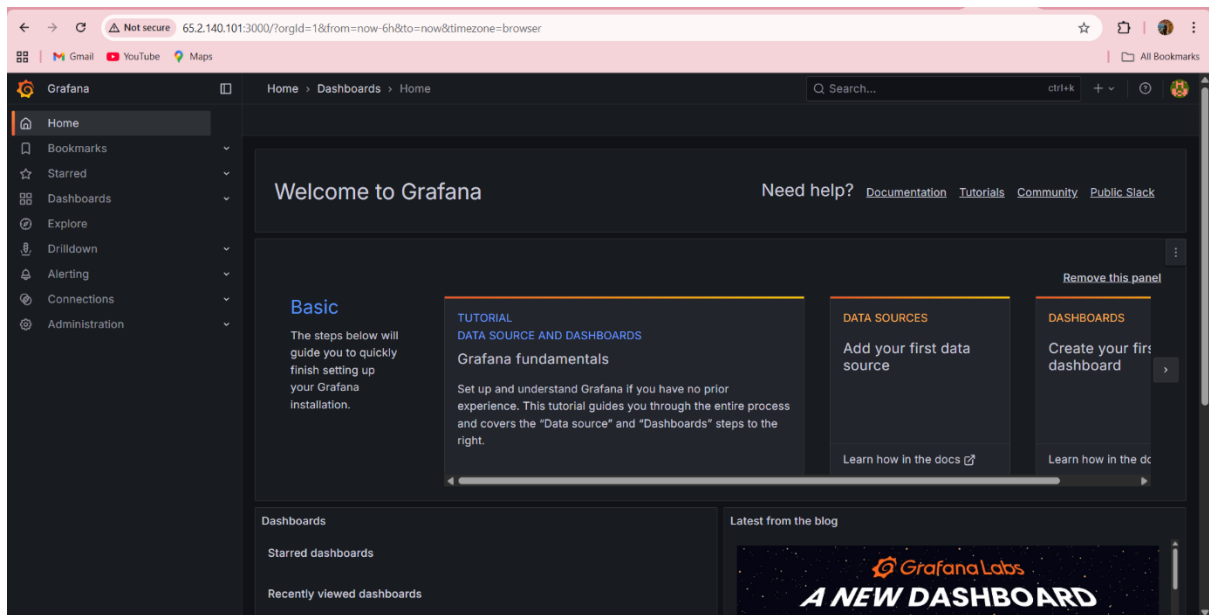 Not secure 65.2.140.101:3000/?orgId=1&from=now-6h&to=now&timezone=browser
Gmail YouTube Maps All Bookmarks
Grafana
Home › Dashboards › Home
Search... ctrl+k
Home
Bookmarks
Starred
Dashboards
Explore
Drilldown
Alerting
Connections
Administration
Welcome to Grafana
Need help? Documentation Tutorials Community Public Slack
Remove this panel
Basic
The steps below will
guide you to quickly
finish setting up
your Grafana
installation.
TUTORIAL
DATA SOURCE AND DASHBOARDS
Grafana fundamentals
Set up and understand Grafana if you have no prior
experience. This tutorial guides you through the entire process
and covers the “Data source” and “Dashboards” steps to the
right.
DATA SOURCES
Add your first data
source
Learn how in the docs
DASHBOARDS
Create your firs
dashboard
Learn how in the do
Dashboards
Starred dashboards
Recently viewed dashboards
Latest from the blog
Grafana Labs
A NEW DASHBOARD